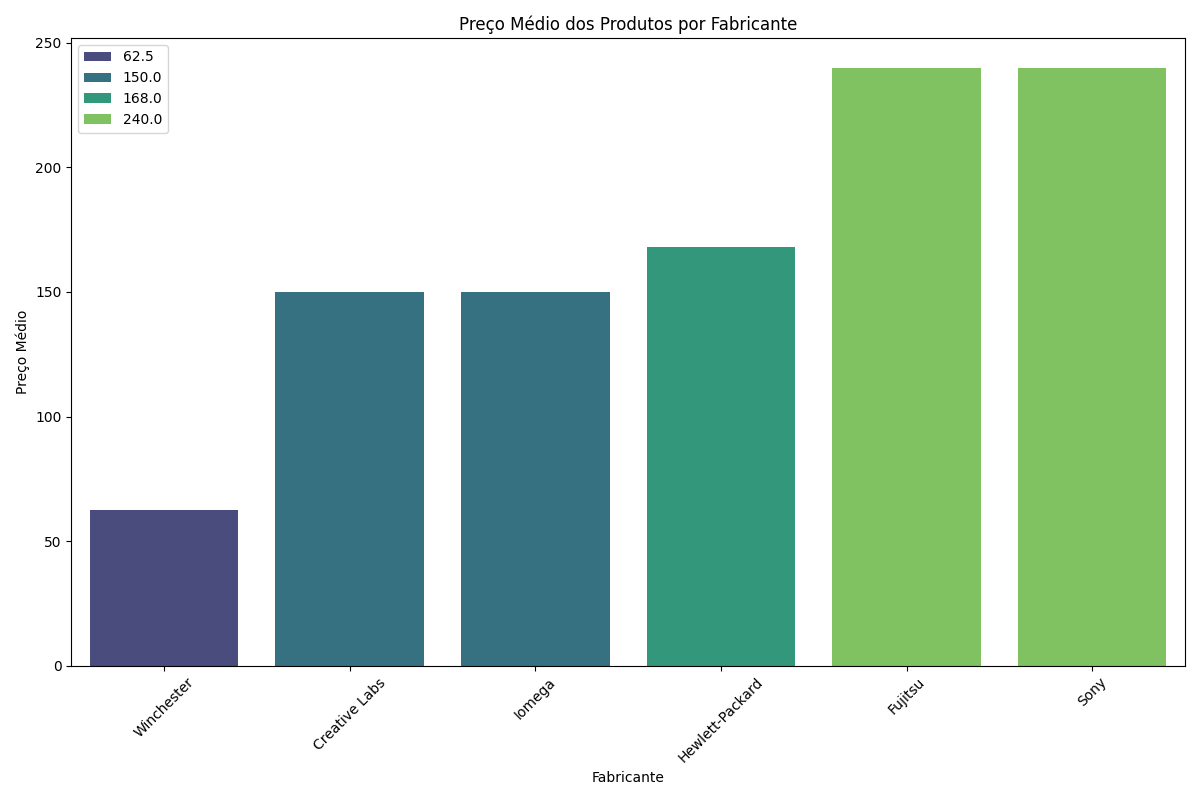 Preço Médio dos Produtos por Fabricante
62.5
150.0
168.0
240.0
250
200
150
100
50
0
Preço Médio
Winchester
Creative Labs
Iomega
Hewlett-Packard
Fujitsu
Sony
Fabricante